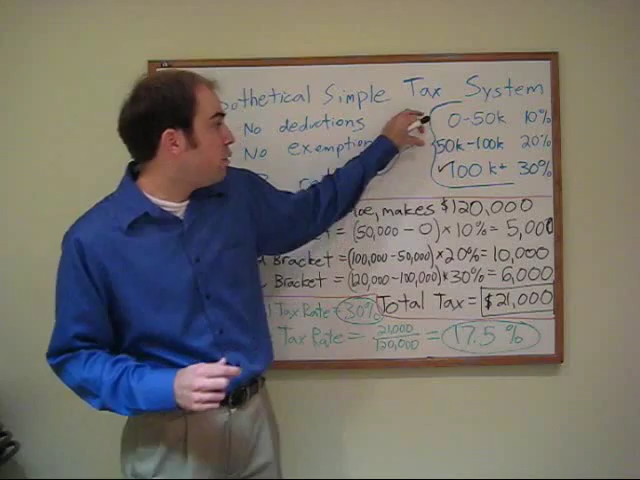 othetical Simple Tax System
No deductions
No exemption
0-50k 10%
50k-100k 20%
✓100k+ 30%
oe, makes $120,000
= (50,000 - 0) × 10% = 5,000
Bracket = (100,000 - 50,000) * 20% = 10,000
Bracket = (120,000 - 100,000) * 30% = 6,000
Tax Rate = 30%
Total Tax = $21,000
Tax Rate = 21,000/120,000 = 17.5%